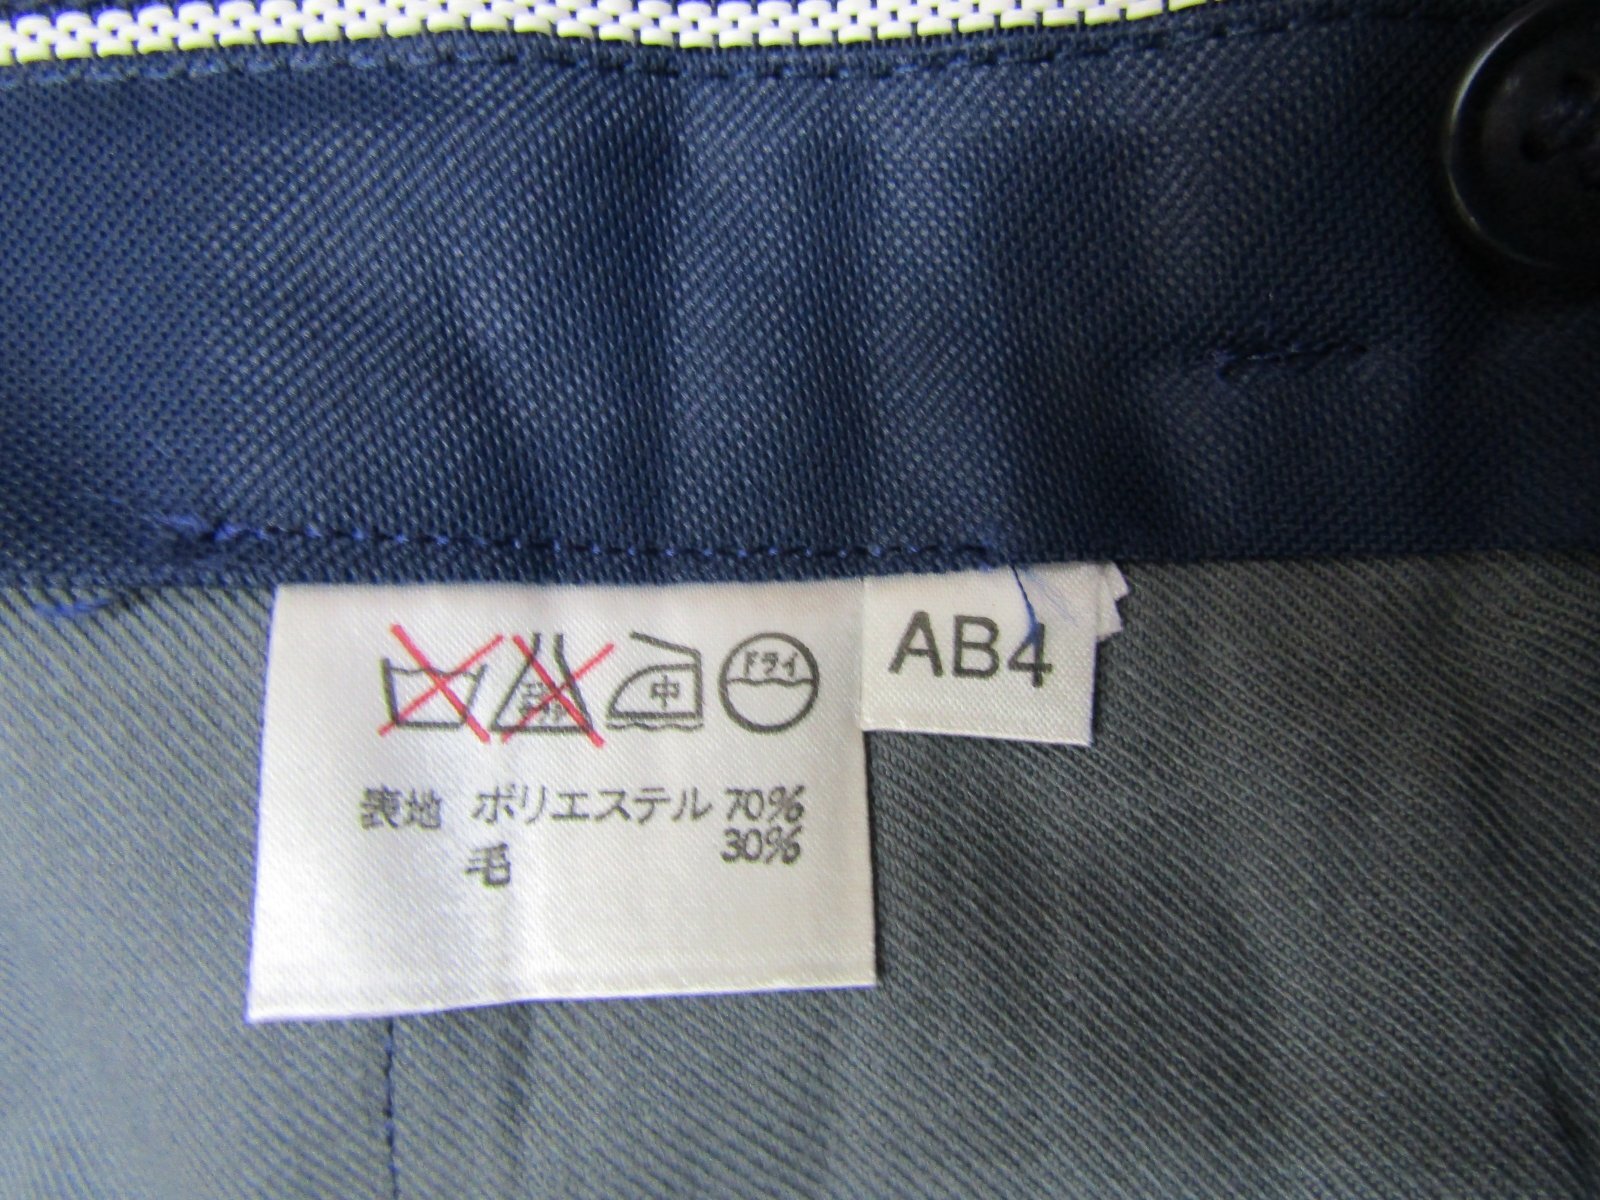 中 ドライ
AB4
表地 ポリエステル 70%
毛 30%